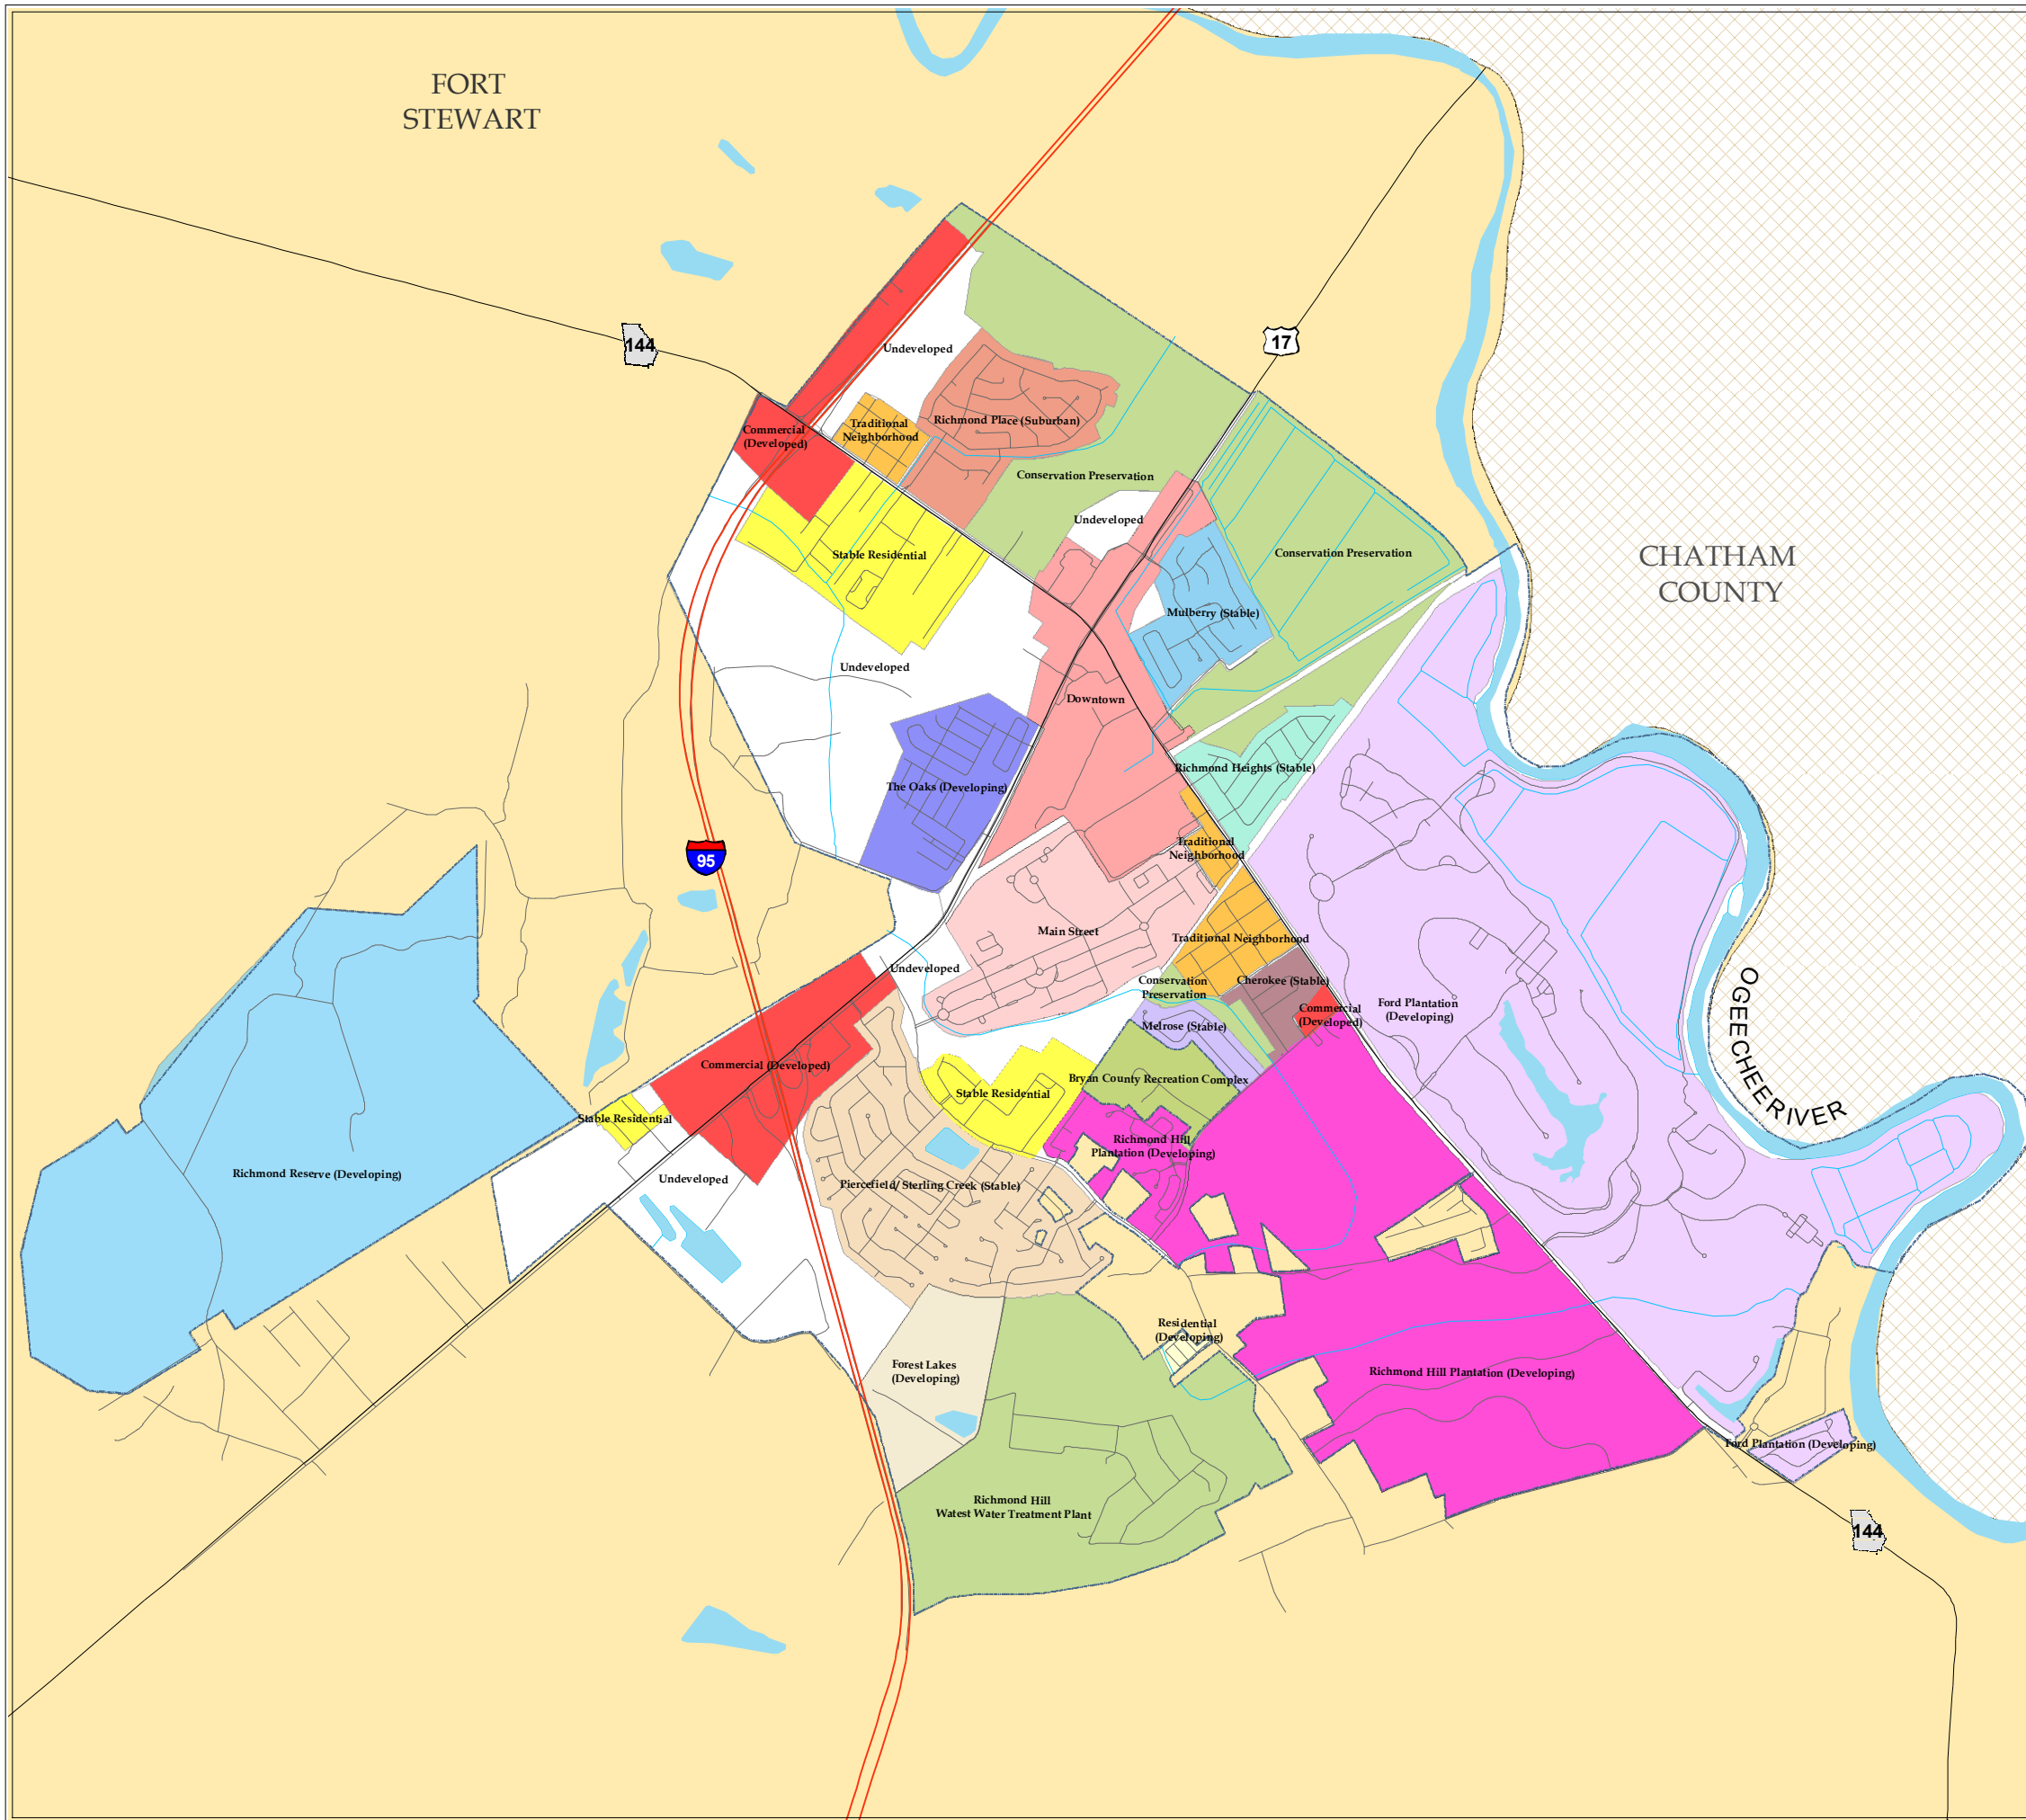 FORT
STEWART
144
17
Undeveloped
Commercial
(Developed)
Traditional
Neighborhood
Richmond Place (Suburban)
Conservation Preservation
Undeveloped
Stable Residential
Conservation Preservation
CHATHAM
COUNTY
Mulberry (Stable)
Undeveloped
Downtown
Richmond Heights (Stable)
The Oaks (Developing)
95
Traditional
Neighborhood
Main Street
Traditional Neighborhood
Undeveloped
Conservation
Preservation
Cherokee (Stable)
Commercial
(Developed)
Ford Plantation
(Developing)
OGEECHEERIVER
Melrose (Stable)
Commercial (Developed)
Bryan County Recreation Complex
Stable Residential
Stable Residential
Richmond Hill
Plantation (Developing)
Richmond Reserve (Developing)
Undeveloped
Piercefield/ Sterling Creek (Stable)
Residential
(Developing)
Forest Lakes
(Developing)
Richmond Hill Plantation (Developing)
Ford Plantation (Developing)
Richmond Hill
Watest Water Treatment Plant
144